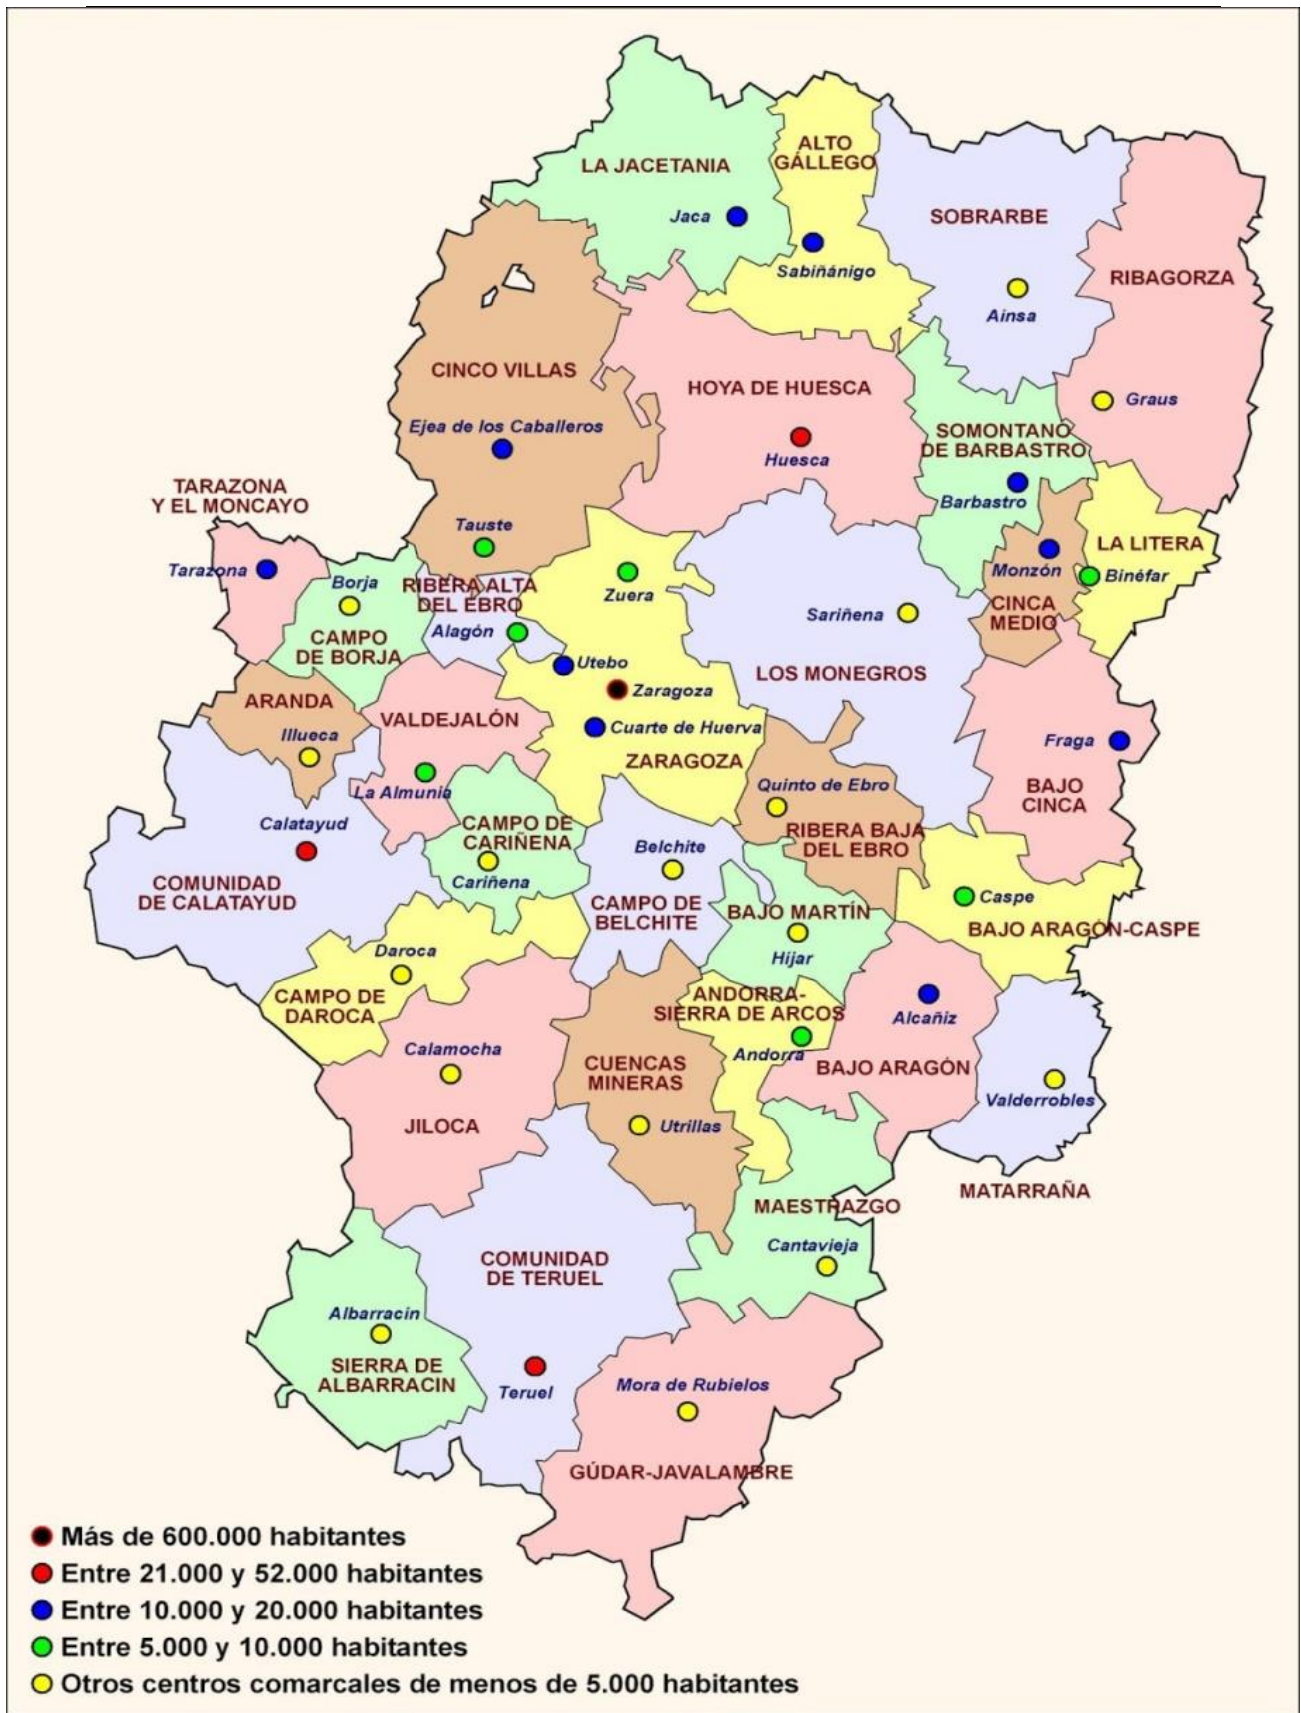 LA JACETANIA
Jaca
ALTO
GÁLLEGO
Sabiñánigo
SOBRARBE
Ainsa
RIBAGORZA
Graus
CINCO VILLAS
Ejea de los Caballeros
Tauste
HOYA DE HUESCA
Huesca
SOMONTANO
DE BARBASTRO
Barbastro
TARAZONA
Y EL MONCAYO
Tarazona
Borja
CAMPO
DE BORJA
RIBERA ALTA
DEL EBRO
Alagón
Zuera
Utebo
Zaragoza
Cuarte de Huerva
ZARAGOZA
Sariñena
LOS MONEGROS
Monzón
CINCA
MEDIO
LA LITERA
Binéfar
Fraga
BAJO
CINCA
ARANDA
Illueca
VALDEJALÓN
La Almunia
Calatayud
COMUNIDAD
DE CALATAYUD
CAMPO DE
CARIÑENA
Cariñena
Belchite
CAMPO DE
BELCHITE
Quinto de Ebro
RIBERA BAJA
DEL EBRO
Caspe
BAJO ARAGÓN-CASPE
BAJO MARTÍN
Hijar
Daroca
CAMPO DE
DAROCA
ANDORRA-
SIERRA DE ARCOS
Andorra
Alcañiz
BAJO ARAGÓN
Valderrobles
MATARRAÑA
Calamocha
JILOCA
CUENCAS
MINERAS
Utrillas
MAESTRAZGO
Cantavieja
COMUNIDAD
DE TERUEL
Teruel
Albarracin
SIERRA DE
ALBARRACIN
Mora de Rubielos
GÚDAR-JAVALAMBRE
Más de 600.000 habitantes
Entre 21.000 y 52.000 habitantes
Entre 10.000 y 20.000 habitantes
Entre 5.000 y 10.000 habitantes
Otros centros comarcales de menos de 5.000 habitantes